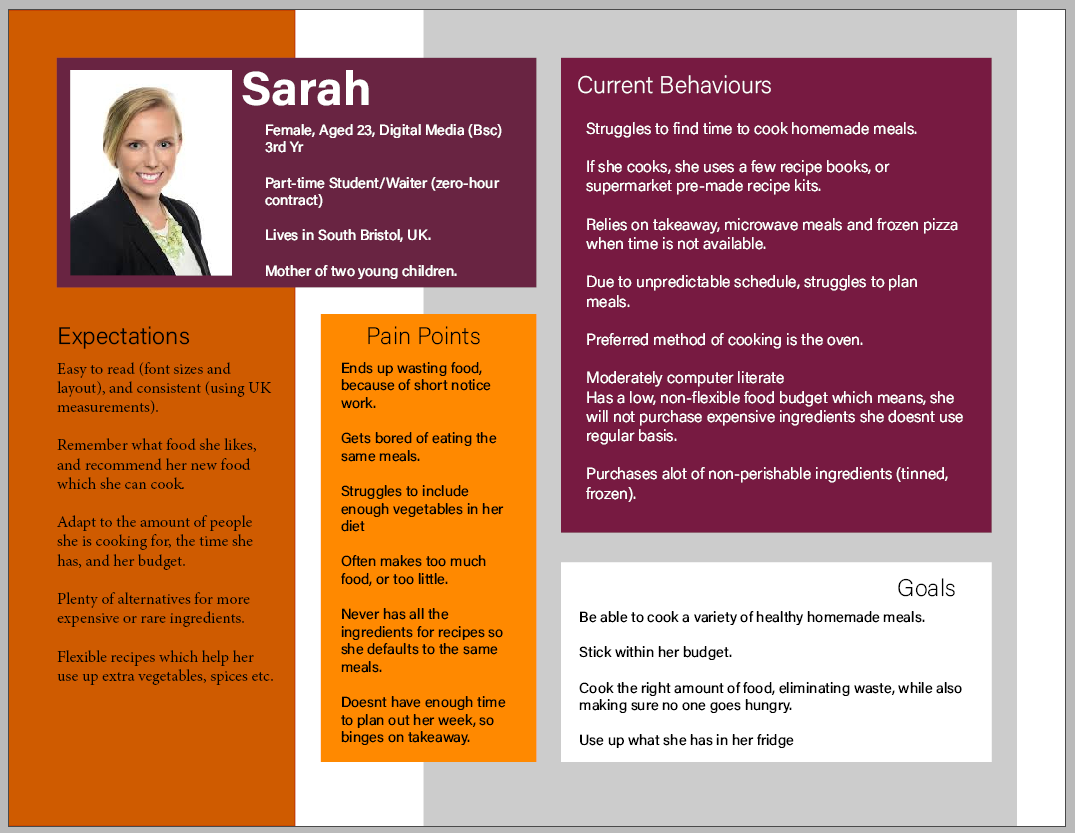 Sarah
Female, Aged 23, Digital Media (Bsc)
3rd Yr
Part-time Student/Waiter (zero-hour
contract)
Lives in South Bristol, UK.
Mother of two young children.
Expectations
Easy to read (font sizes and
layout), and consistent (using UK
measurements).
Remember what food she likes,
and recommend her new food
which she can cook.
Adapt to the amount of people
she is cooking for, the time she
has, and her budget.
Plenty of alternatives for more
expensive or rare ingredients.
Flexible recipes which help her
use up extra vegetables, spices etc.
Pain Points
Ends up wasting food,
because of short notice
work.
Gets bored of eating the
same meals.
Struggles to include
enough vegetables in her
diet
Often makes too much
food, or too little.
Never has all the
ingredients for recipes so
she defaults to the same
meals.
Doesnt have enough time
to plan out her week, so
binges on takeaway.
Current Behaviours
Struggles to find time to cook homemade meals.
If she cooks, she uses a few recipe books, or
supermarket pre-made recipe kits.
Relies on takeaway, microwave meals and frozen pizza
when time is not available.
Due to unpredictable schedule, struggles to plan
meals.
Preferred method of cooking is the oven.
Moderately computer literate
Has a low, non-flexible food budget which means, she
will not purchase expensive ingredients she doesnt use
regular basis.
Purchases alot of non-perishable ingredients (tinned,
frozen).
Goals
Be able to cook a variety of healthy homemade meals.
Stick within her budget.
Cook the right amount of food, eliminating waste, while also
making sure no one goes hungry.
Use up what she has in her fridge